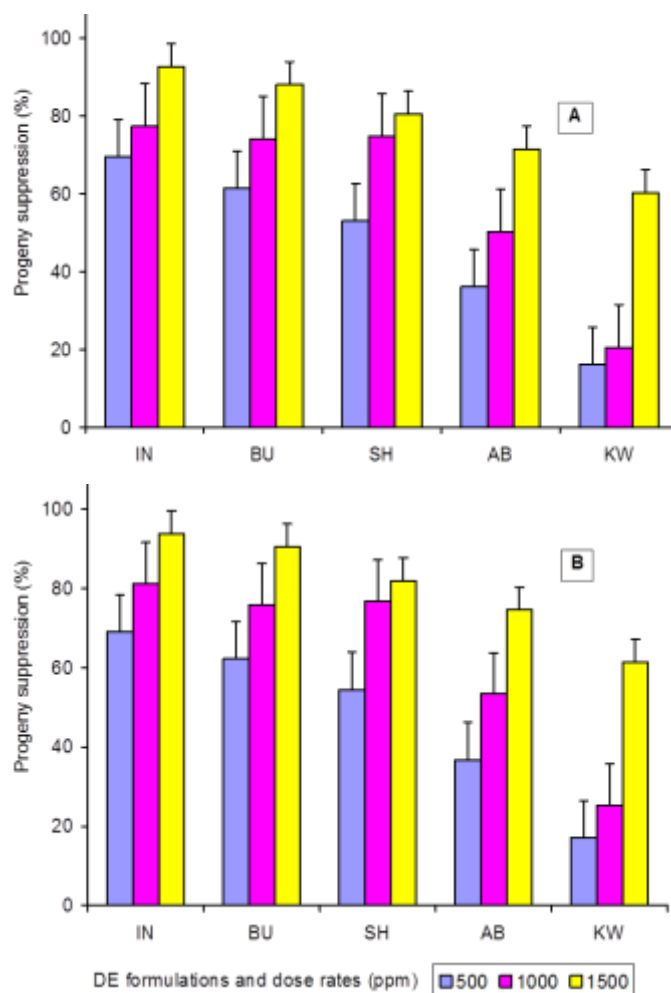 Progeny suppression (%)
100
80
60
40
20
0
A
IN BU SH AB KW
Progeny suppression (%)
100
80
60
40
20
0
B
IN BU SH AB KW
DE formulations and dose rates (ppm) 500 1000 1500